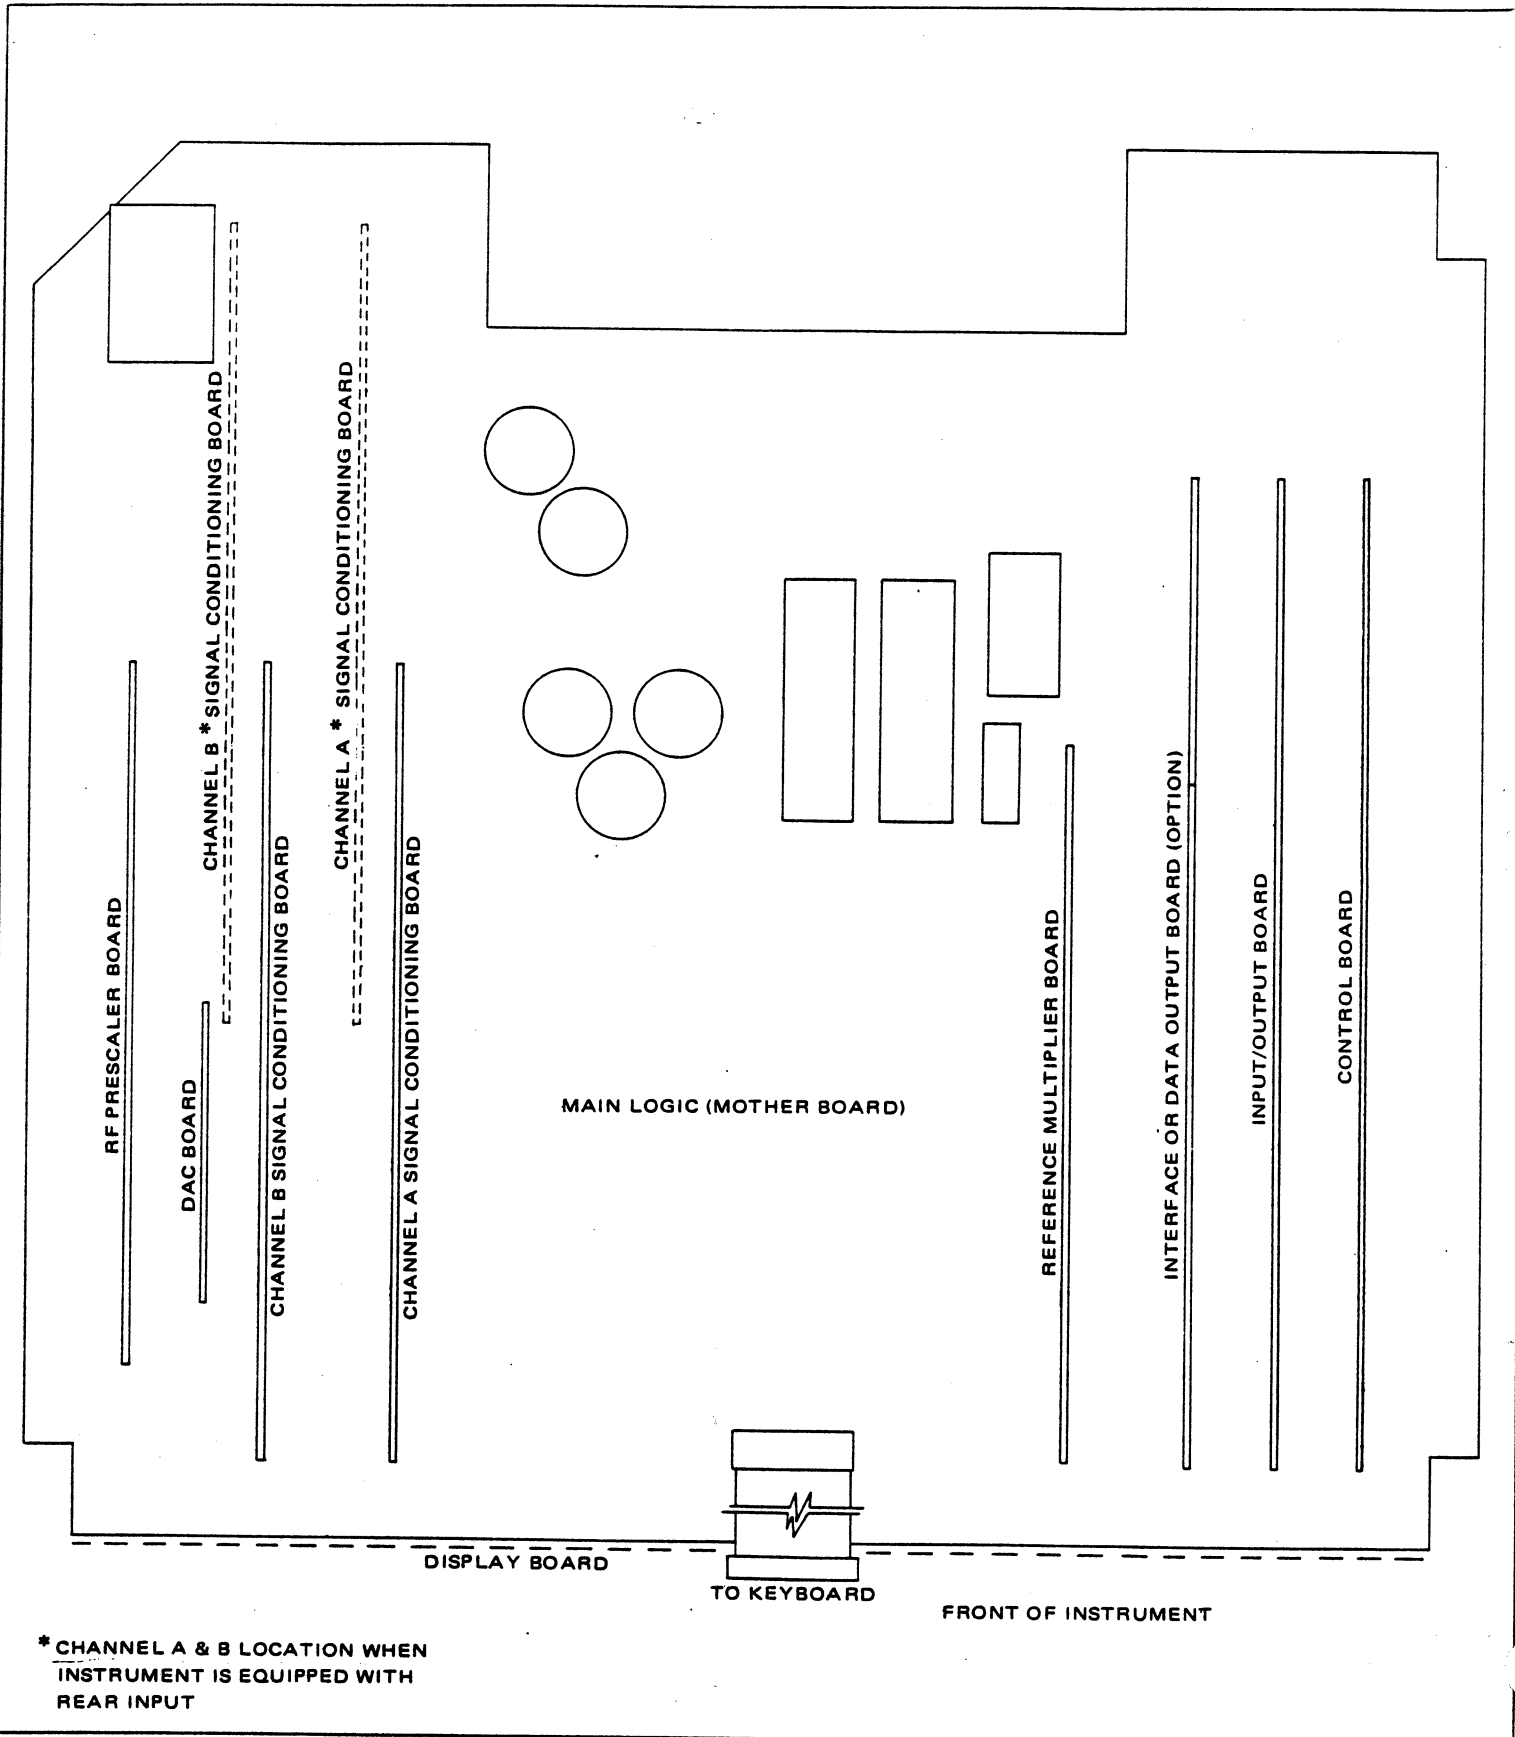 CHANNEL B * SIGNAL CONDITIONING BOARD
CHANNEL A * SIGNAL CONDITIONING BOARD
RF PRESCALER BOARD
DAC BOARD
CHANNEL B SIGNAL CONDITIONING BOARD
CHANNEL A SIGNAL CONDITIONING BOARD
MAIN LOGIC (MOTHER BOARD)
REFERENCE MULTIPLIER BOARD
INTERFACE OR DATA OUTPUT BOARD (OPTION)
INPUT/OUTPUT BOARD
CONTROL BOARD
DISPLAY BOARD
TO KEYBOARD
FRONT OF INSTRUMENT
* CHANNEL A & B LOCATION WHEN
INSTRUMENT IS EQUIPPED WITH
REAR INPUT